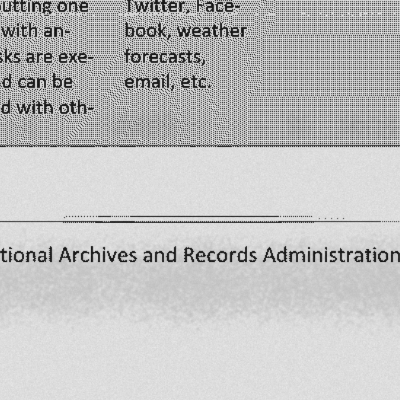 utting one
with an-
sks are exe-
d can be
d with oth-
Twitter, Face-
book, weather
forecasts,
email, etc.
tional Archives and Records Administration